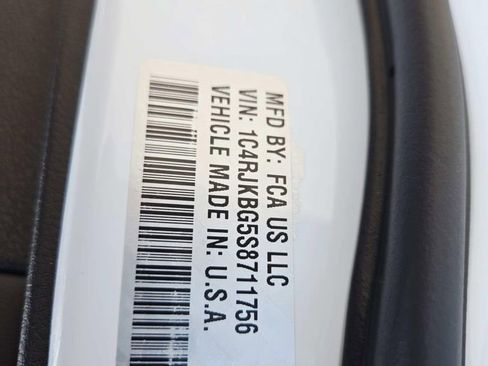 MFD BY: FCA US LLC
VIN: 1C4RJKBG5S8711756
VEHICLE MADE IN: U.S.A.